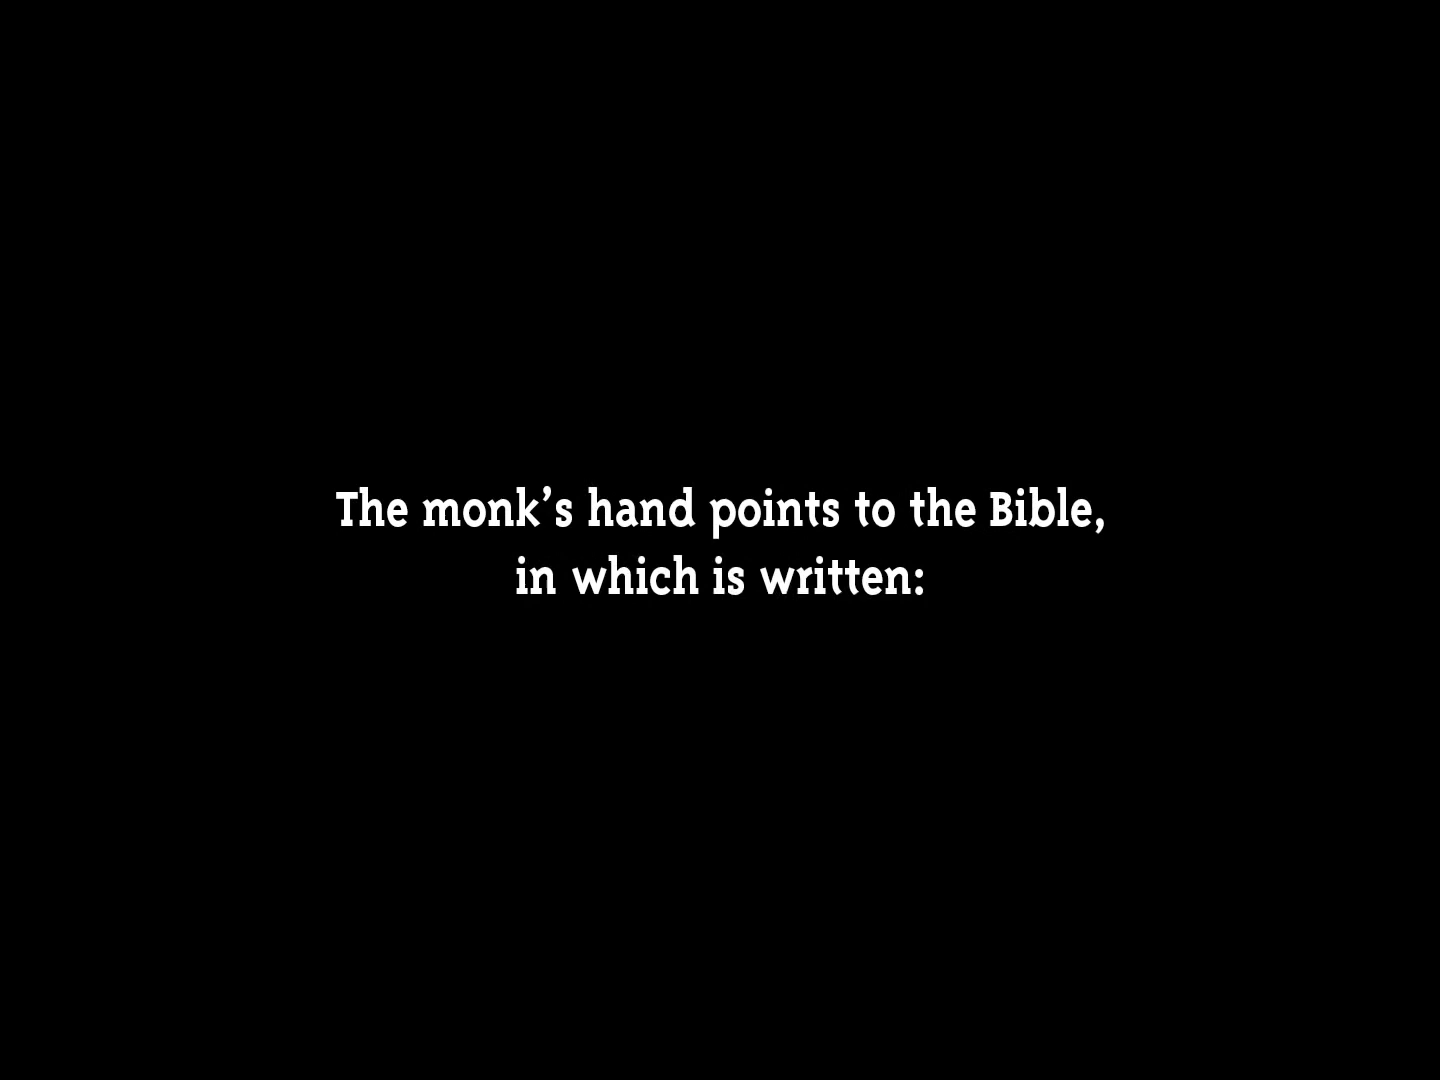 The monk’s hand points to the Bible,
in which is written: